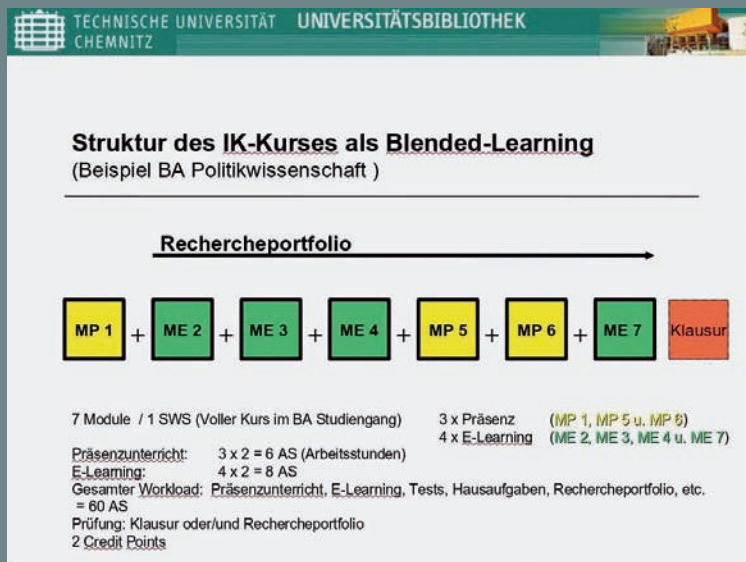 TECHNISCHE UNIVERSITÄT
CHEMNITZ
UNIVERSITÄTSBIBLIOTHEK
Struktur des IK-Kurses als Blended-Learning
(Beispiel BA Politikwissenschaft )
Rechercheportfolio
MP 1 + ME 2 + ME 3 + ME 4 + MP 5 + MP 6 + ME 7 Klausur
7 Module / 1 SWS (Voller Kurs im BA Studiengang)
3 x Präsenz (MP 1, MP 5 u. MP 6)
4 x E-Learning (ME 2, ME 3, ME 4 u. ME 7)
Präsenzunterricht: 3 x 2 = 6 AS (Arbeitsstunden)
E-Learning: 4 x 2 = 8 AS
Gesamter Workload: Präsenzunterricht, E-Learning, Tests, Hausaufgaben, Rechercheportfolio, etc.
= 60 AS
Prüfung: Klausur oder/und Rechercheportfolio
2 Credit Points